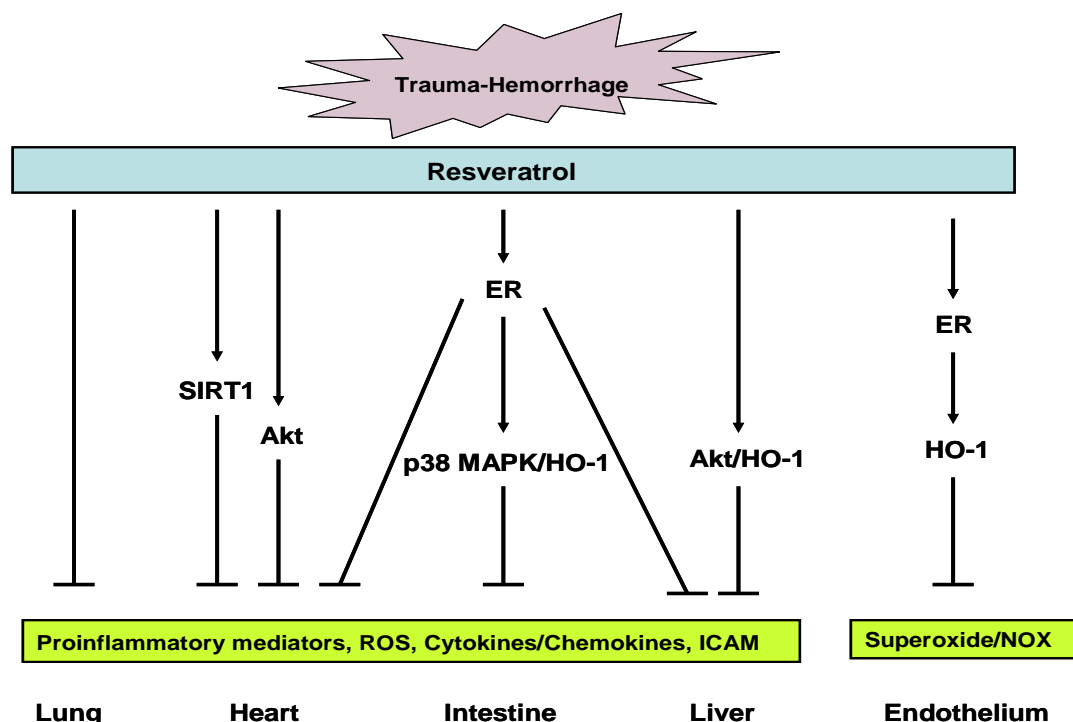 Trauma-Hemorrhage
Resveratrol
ER
ER
SIRT1
Akt
p38 MAPK/HO-1
Akt/HO-1
HO-1
Proinflammatory mediators, ROS, Cytokines/Chemokines, ICAM
Superoxide/NOX
Lung
Heart
Intestine
Liver
Endothelium